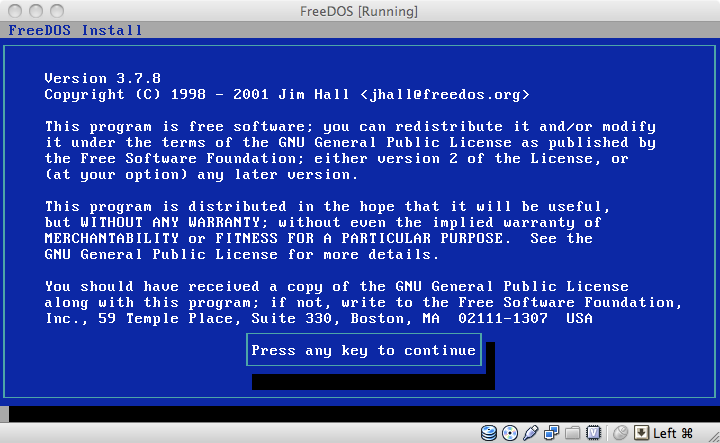 FreeDOS [Running]
FreeDOS Install
Version 3.7.8
Copyright (C) 1998 - 2001 Jim Hall <jhall@freedos.org>
This program is free software; you can redistribute it and/or modify
it under the terms of the GNU General Public License as published by
the Free Software Foundation; either version 2 of the License, or
(at your option) any later version.
This program is distributed in the hope that it will be useful,
but WITHOUT ANY WARRANTY; without even the implied warranty of
MERCHANTABILITY or FITNESS FOR A PARTICULAR PURPOSE.  See the
GNU General Public License for more details.
You should have received a copy of the GNU General Public License
along with this program; if not, write to the Free Software Foundation,
Inc., 59 Temple Place, Suite 330, Boston, MA  02111-1307  USA
Press any key to continue
Left ⌘